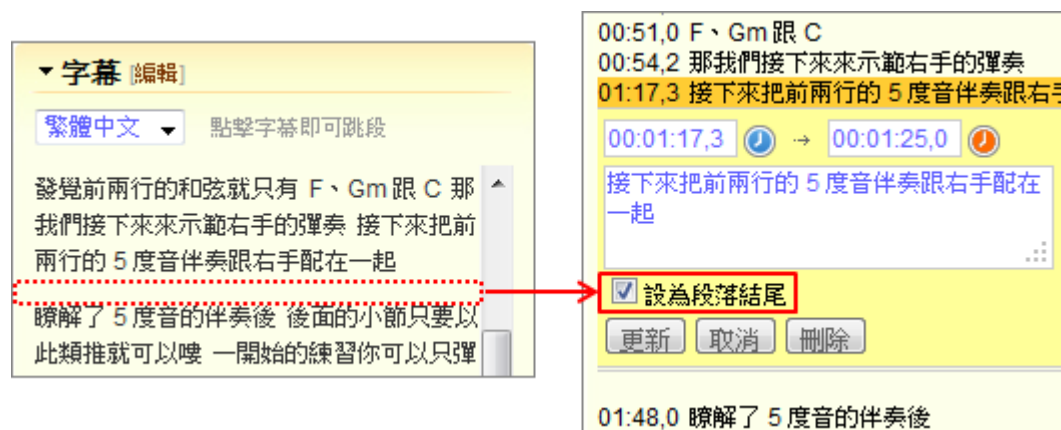 ▼字幕 [編輯]
繁體中文 ▼ 點擊字幕即可跳段
發覺前兩行的和弦就只有 F、Gm 跟 C 那
我們接下來來示範右手的彈奏 接下來把前
兩行的 5 度音伴奏跟右手配在一起
瞭解了 5 度音的伴奏後 後面的小節只要以
此類推就可以嘍 一開始的練習你可以只彈
00:51,0 F、Gm 跟 C
00:54,2 那我們接下來來示範右手的彈奏
01:17,3 接下來把前兩行的 5 度音伴奏跟右手
00:01:17,3 → 00:01:25,0
接下來把前兩行的 5 度音伴奏跟右手配在
一起
設為段落結尾
更新 取消 刪除
01:48,0 瞭解了 5 度音的伴奏後